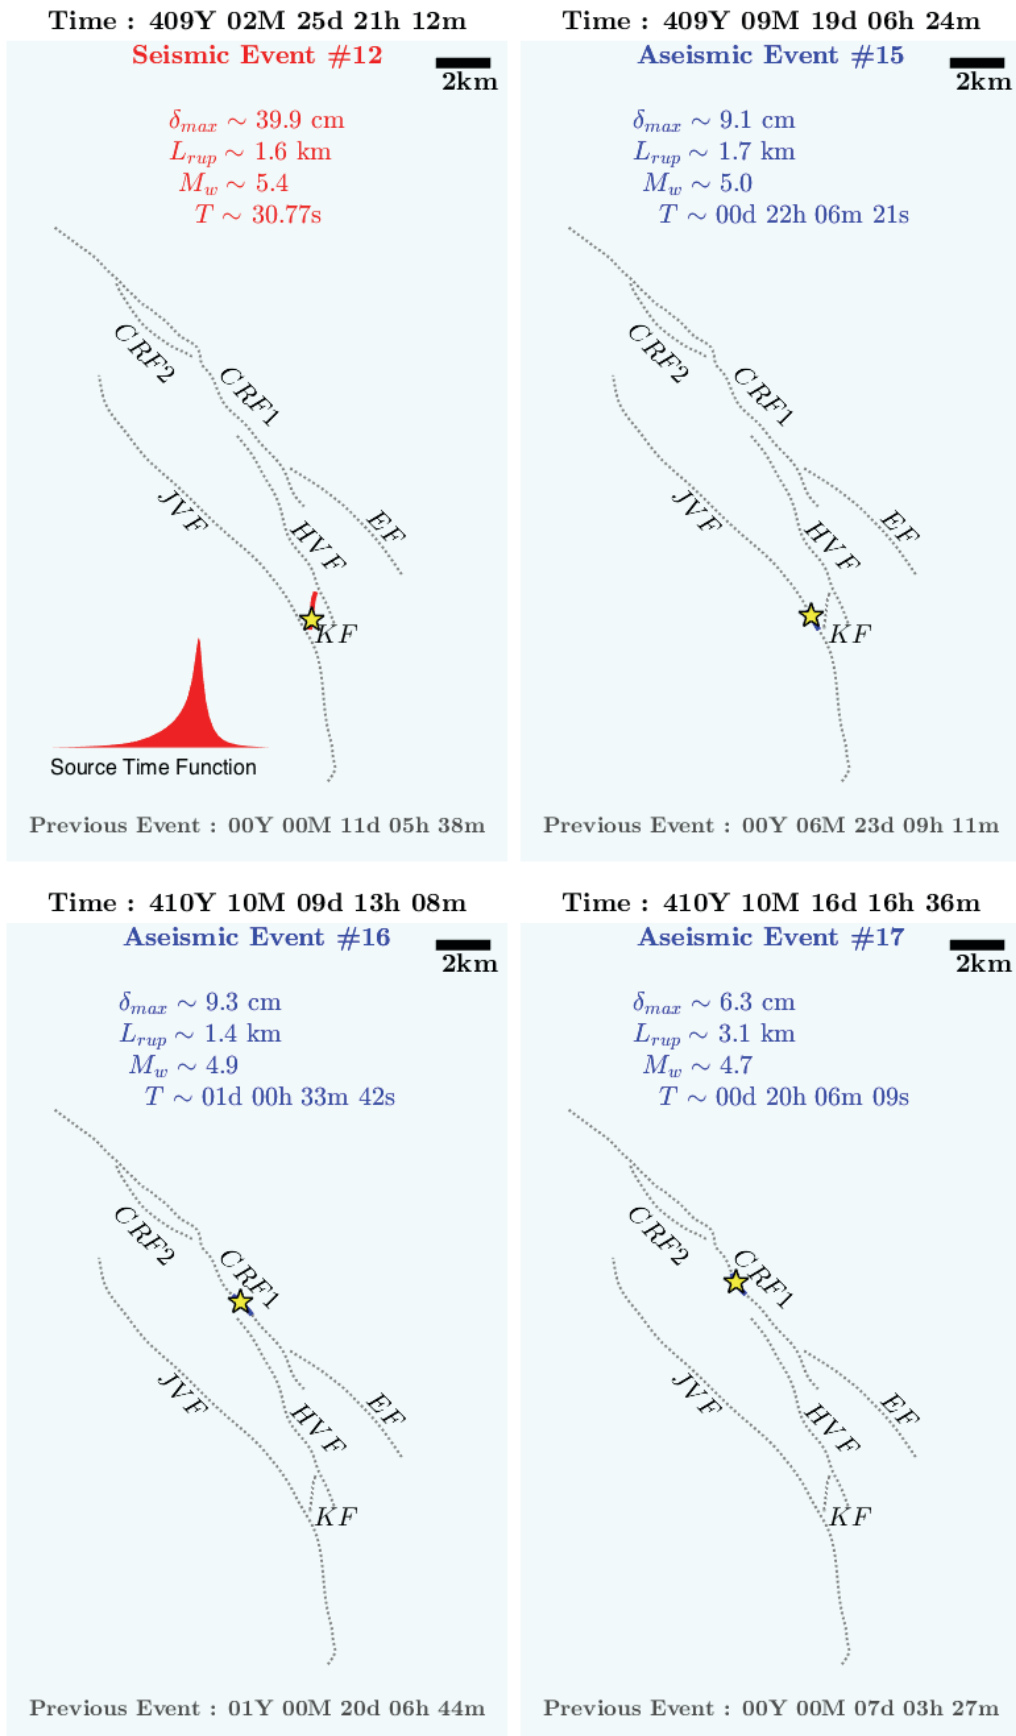 Time : 409Y 02M 25d 21h 12m
Seismic Event #12
2km
δmax ∼ 39.9 cm
Lrup ∼ 1.6 km
Mw ∼ 5.4
T ∼ 30.77s
CRF2
CRF1
JVF
HVF
EF
KF
Source Time Function
Previous Event : 00Y 00M 11d 05h 38m
Time : 409Y 09M 19d 06h 24m
Aseismic Event #15
2km
δmax ∼ 9.1 cm
Lrup ∼ 1.7 km
Mw ∼ 5.0
T ∼ 00d 22h 06m 21s
CRF2
CRF1
JVF
HVF
EF
KF
Previous Event : 00Y 06M 23d 09h 11m
Time : 410Y 10M 09d 13h 08m
Aseismic Event #16
2km
δmax ∼ 9.3 cm
Lrup ∼ 1.4 km
Mw ∼ 4.9
T ∼ 01d 00h 33m 42s
CRF2
CRF1
JVF
HVF
EF
KF
Previous Event : 01Y 00M 20d 06h 44m
Time : 410Y 10M 16d 16h 36m
Aseismic Event #17
2km
δmax ∼ 6.3 cm
Lrup ∼ 3.1 km
Mw ∼ 4.7
T ∼ 00d 20h 06m 09s
CRF2
CRF1
JVF
HVF
EF
KF
Previous Event : 00Y 00M 07d 03h 27m